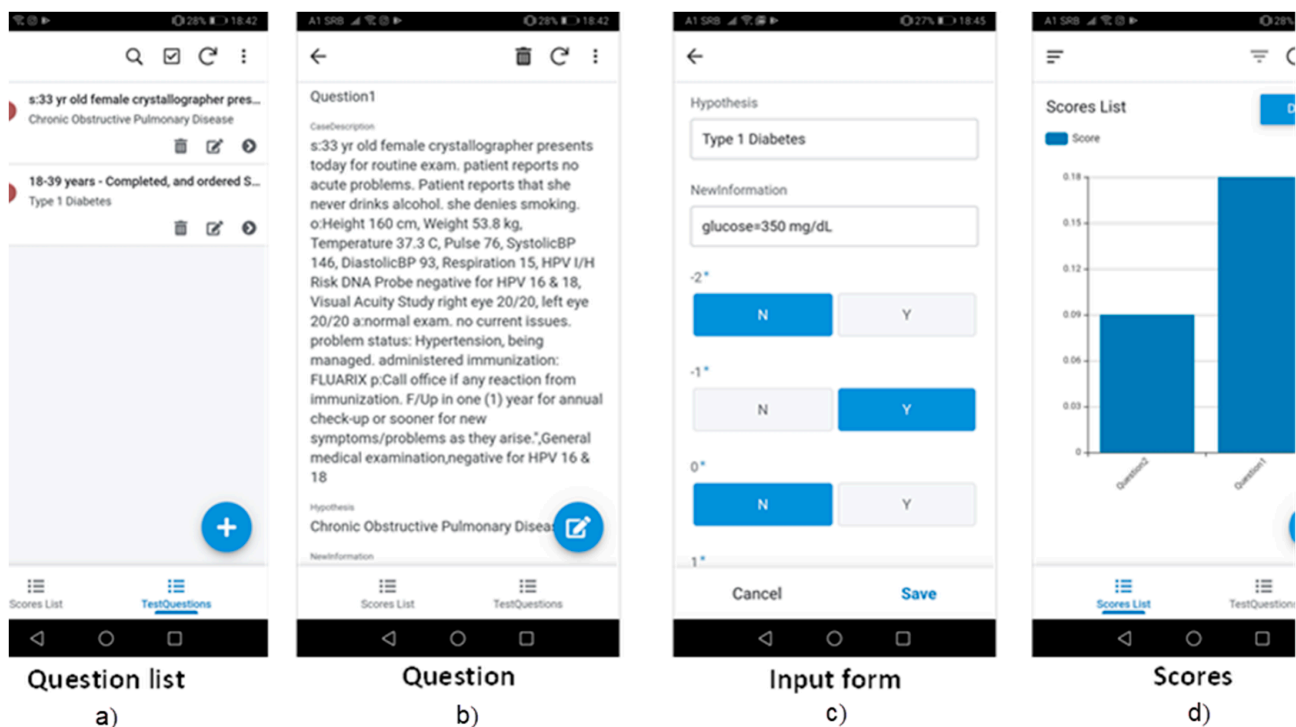 28% 18:42
s:33 yr old female crystallographer pres...
Chronic Obstructive Pulmonary Disease
18-39 years - Completed, and ordered S...
Type 1 Diabetes
Scores List
TestQuestions
Question list
a)
A1 SRB 28% 18:42
Question1
CaseDescription
s:33 yr old female crystallographer presents
today for routine exam. patient reports no
acute problems. Patient reports that she
never drinks alcohol. she denies smoking.
o:Height 160 cm, Weight 53.8 kg,
Temperature 37.3 C, Pulse 76, SystolicBP
146, DiastolicBP 93, Respiration 15, HPV I/H
Risk DNA Probe negative for HPV 16 & 18,
Visual Acuity Study right eye 20/20, left eye
20/20 a:normal exam. no current issues.
problem status: Hypertension, being
managed. administered immunization:
FLUARIX p:Call office if any reaction from
immunization. F/Up in one (1) year for annual
check-up or sooner for new
symptoms/problems as they arise.",General
medical examination,negative for HPV 16 &
18
Hypothesis
Chronic Obstructive Pulmonary Diseas
NewInformation
Scores List
TestQuestions
Question
b)
A1 SRB 27% 18:45
Hypothesis
Type 1 Diabetes
NewInformation
glucose=350 mg/dL
-2*
N Y
-1*
N Y
0*
N Y
1*
Cancel Save
Input form
c)
A1 SRB 28%
Scores List
D
Score
0.18
0.15
0.12
0.09
0.06
0.03
0
Question2
Question1
Scores List
TestQuestion
Scores
d)